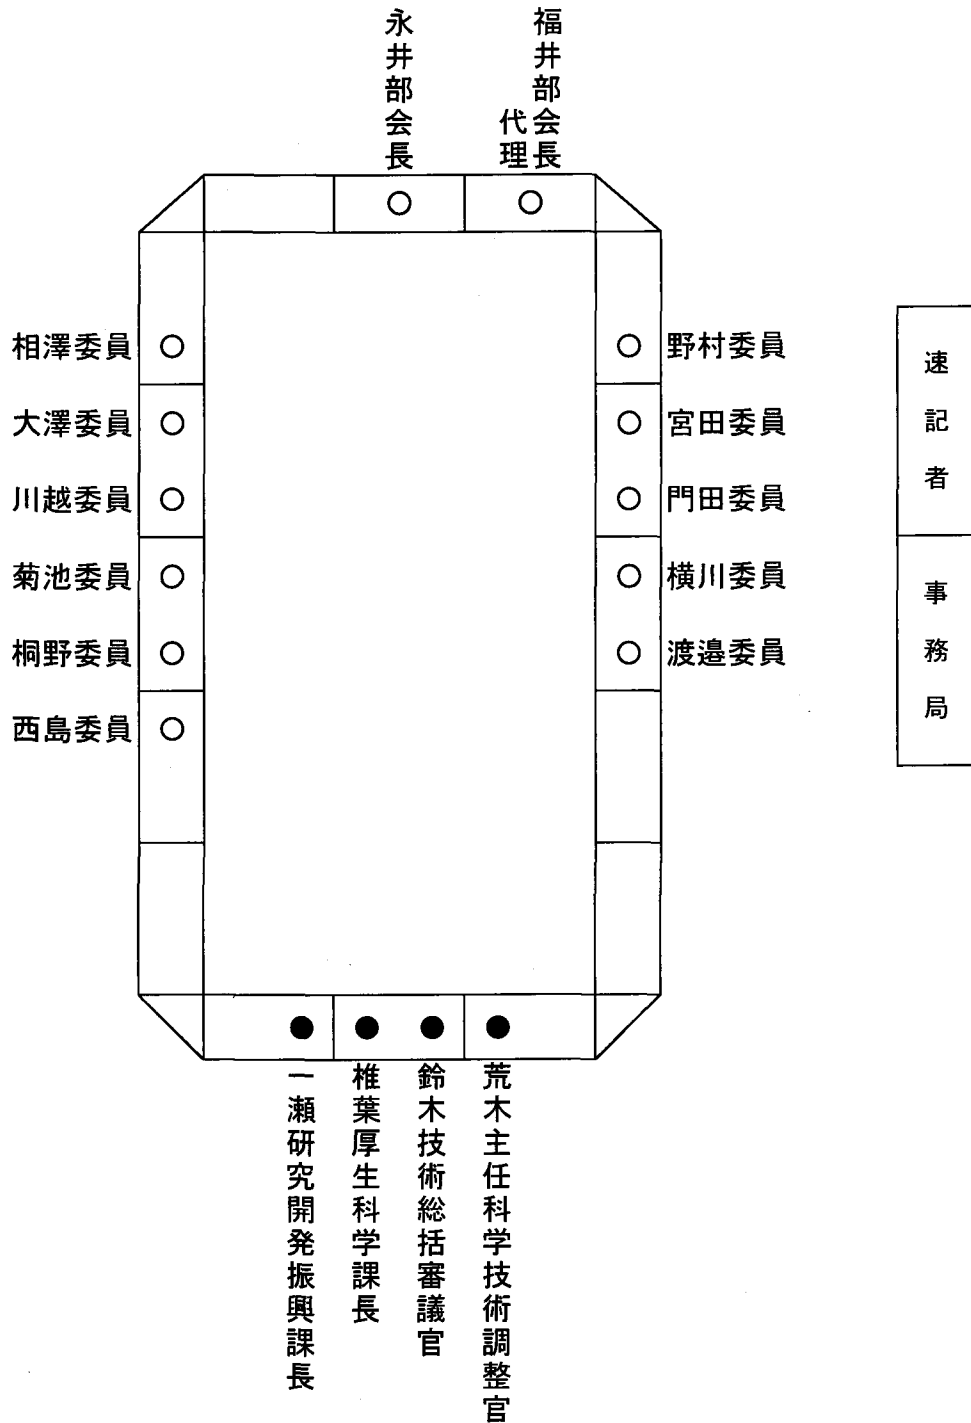 永井部会長
福井部会長
代理
相澤委員
大澤委員
川越委員
菊池委員
桐野委員
西島委員
野村委員
宮田委員
門田委員
横川委員
渡邉委員
速記者
事務局
一瀬研究開発振興課長
椎葉厚生科学課長
鈴木技術総括審議官
荒木主任科学技術調整官